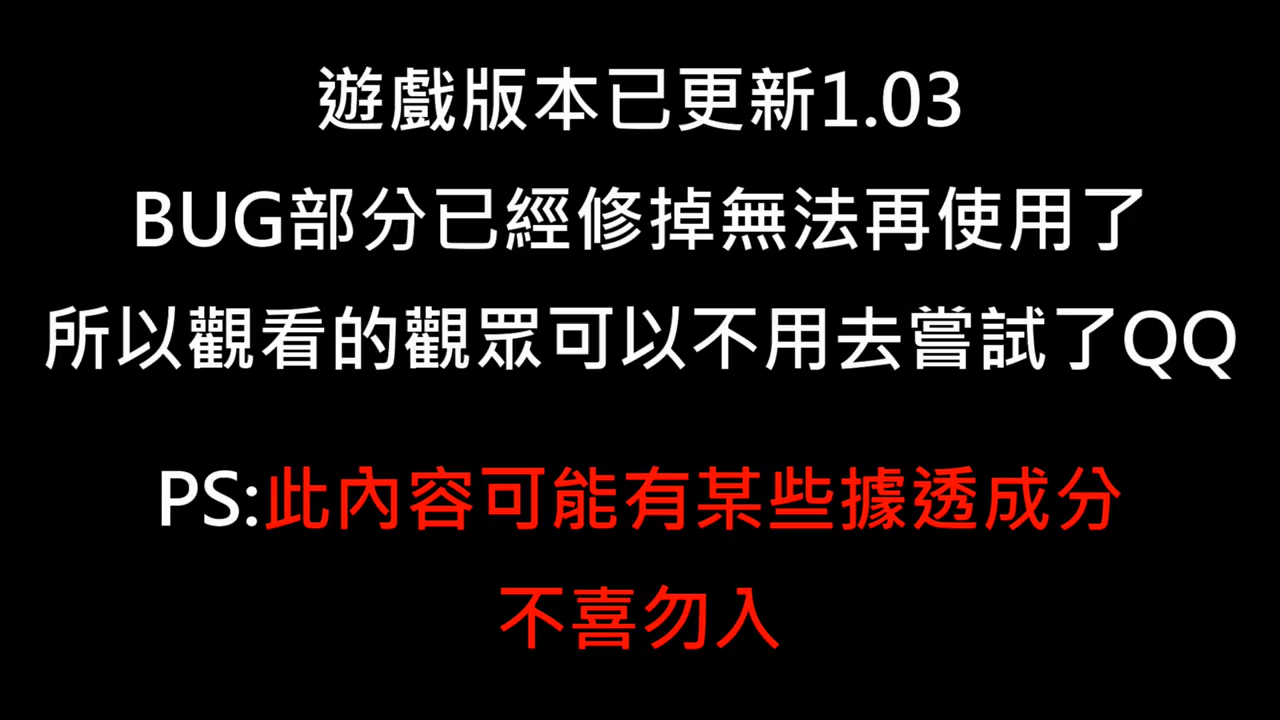 遊戲版本已更新1.03
BUG部分已經修掉無法再使用了
所以觀看的觀眾可以不用去嘗試了QQ
PS:此內容可能有某些據透成分
不喜勿入